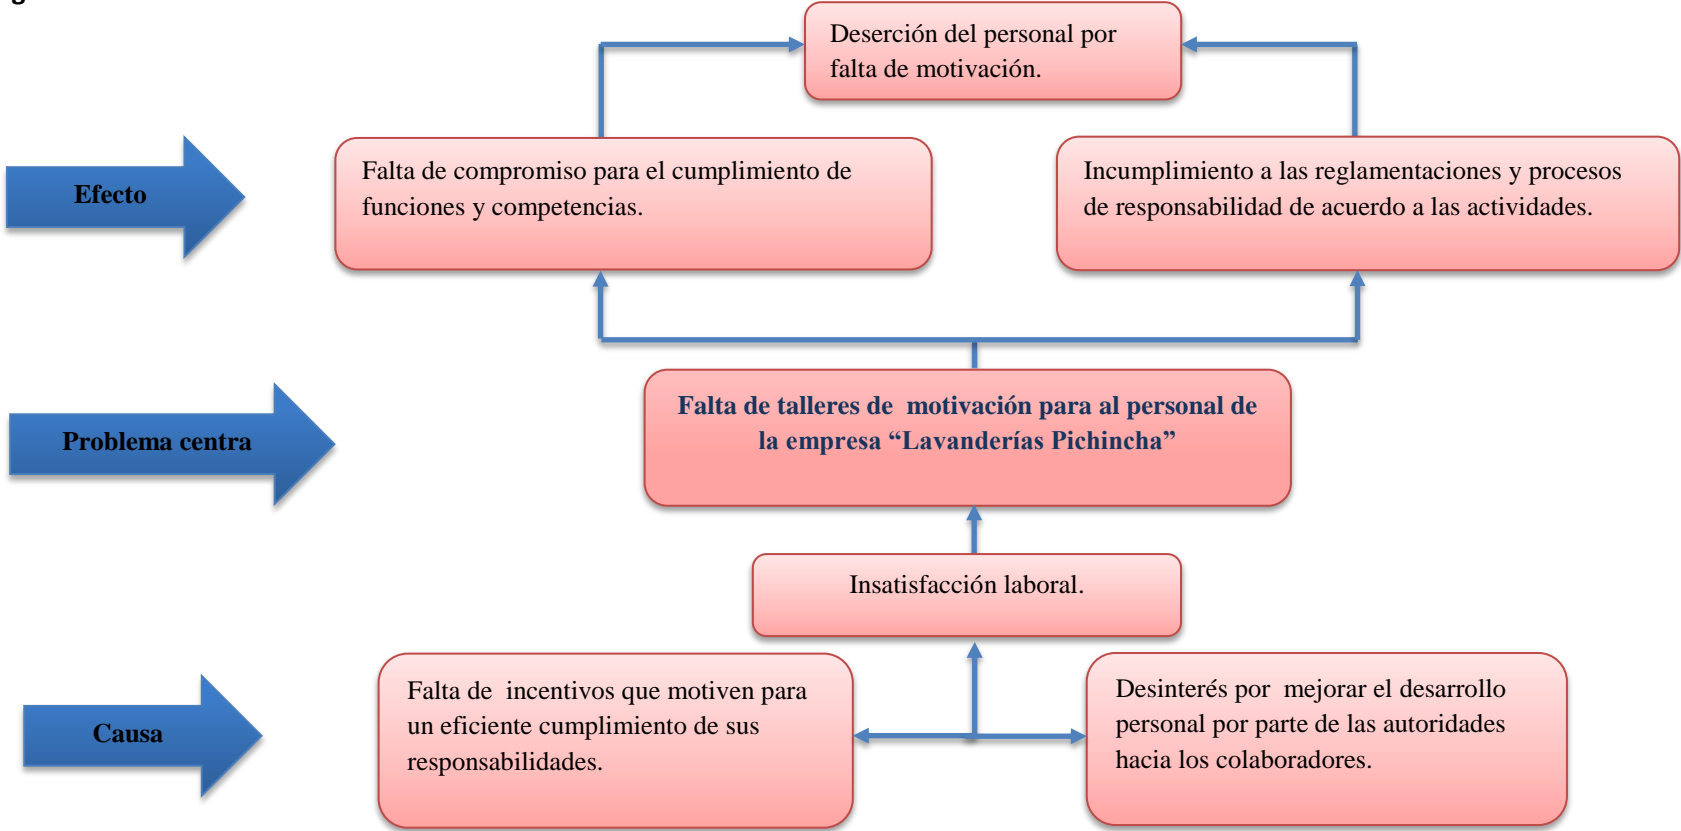 g
Deserción del personal por
falta de motivación.
Efecto
Falta de compromiso para el cumplimiento de
funciones y competencias.
Incumplimiento a las reglamentaciones y procesos
de responsabilidad de acuerdo a las actividades.
Problema centra
Falta de talleres de  motivación para al personal de
la empresa “Lavanderías Pichincha”
Insatisfacción laboral.
Causa
Falta de  incentivos que motiven para
un eficiente cumplimiento de sus
responsabilidades.
Desinterés por  mejorar el desarrollo
personal por parte de las autoridades
hacia los colaboradores.